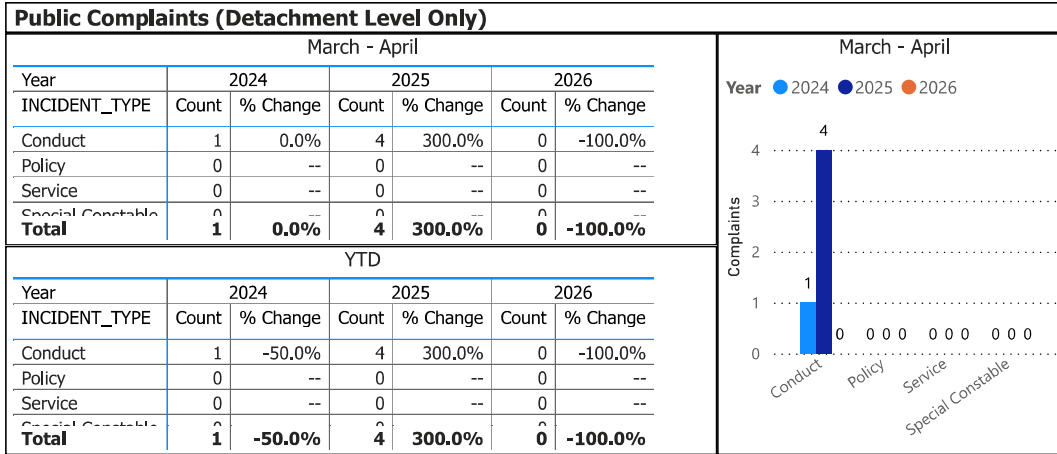 Public Complaints (Detachment Level Only)
March - April
Year 2024 2025 2026
INCIDENT_TYPE Count % Change Count % Change Count % Change
Conduct 1 0.0% 4 300.0% 0 -100.0%
Policy 0 -- 0 -- 0 --
Service 0 -- 0 -- 0 --
Special Constable 0 -- 0 -- 0 --
Total 1 0.0% 4 300.0% 0 -100.0%
YTD
Year 2024 2025 2026
INCIDENT_TYPE Count % Change Count % Change Count % Change
Conduct 1 -50.0% 4 300.0% 0 -100.0%
Policy 0 -- 0 -- 0 --
Service 0 -- 0 -- 0 --
Total 1 -50.0% 4 300.0% 0 -100.0%
March - April
Year 2024 2025 2026
Complaints
4
3
2
1
0
1 4 0 0 0 0 0 0 0 0 0 0
Conduct
Policy
Service
Special Constable